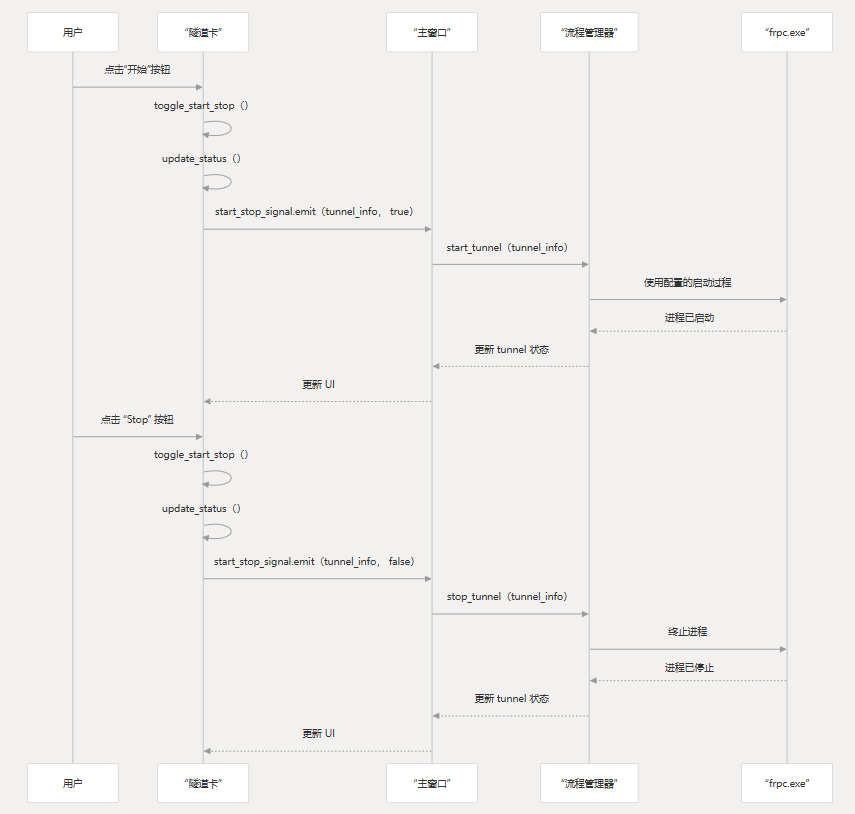 用户
“隧道卡”
“主窗口”
“流程管理器”
“frpc.exe”
点击“开始”按钮
toggle_start_stop（）
update_status（）
start_stop_signal.emit（tunnel_info， true）
start_tunnel（tunnel_info）
使用配置的启动过程
进程已启动
更新 tunnel 状态
更新 UI
点击 “Stop” 按钮
toggle_start_stop（）
update_status（）
start_stop_signal.emit（tunnel_info， false）
stop_tunnel（tunnel_info）
终止进程
进程已停止
更新 tunnel 状态
更新 UI
用户
“隧道卡”
“主窗口”
“流程管理器”
“frpc.exe”